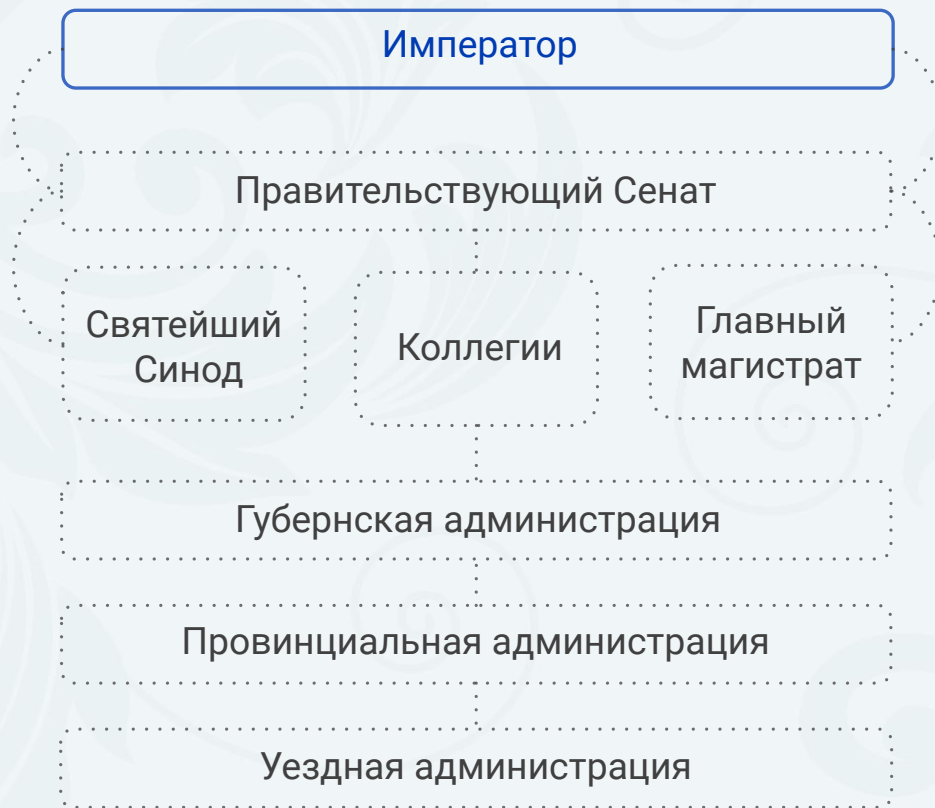 Император
Правительствующий Сенат
Святейший
Синод
Коллегии
Главный
магистрат
Губернская администрация
Провинциальная администрация
Уездная администрация